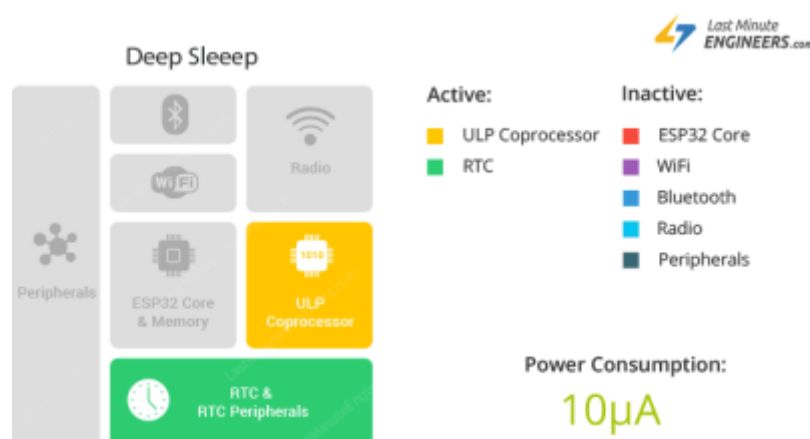 Last Minute
ENGINEERS.com
Deep Sleeep
Active:
ULP Coprocessor
RTC
Inactive:
ESP32 Core
WiFi
Bluetooth
Radio
Peripherals
Peripherals
WiFi
Radio
ESP32 Core
& Memory
1010
ULP
Coprocessor
RTC &
RTC Peripherals
Power Consumption:
10µA